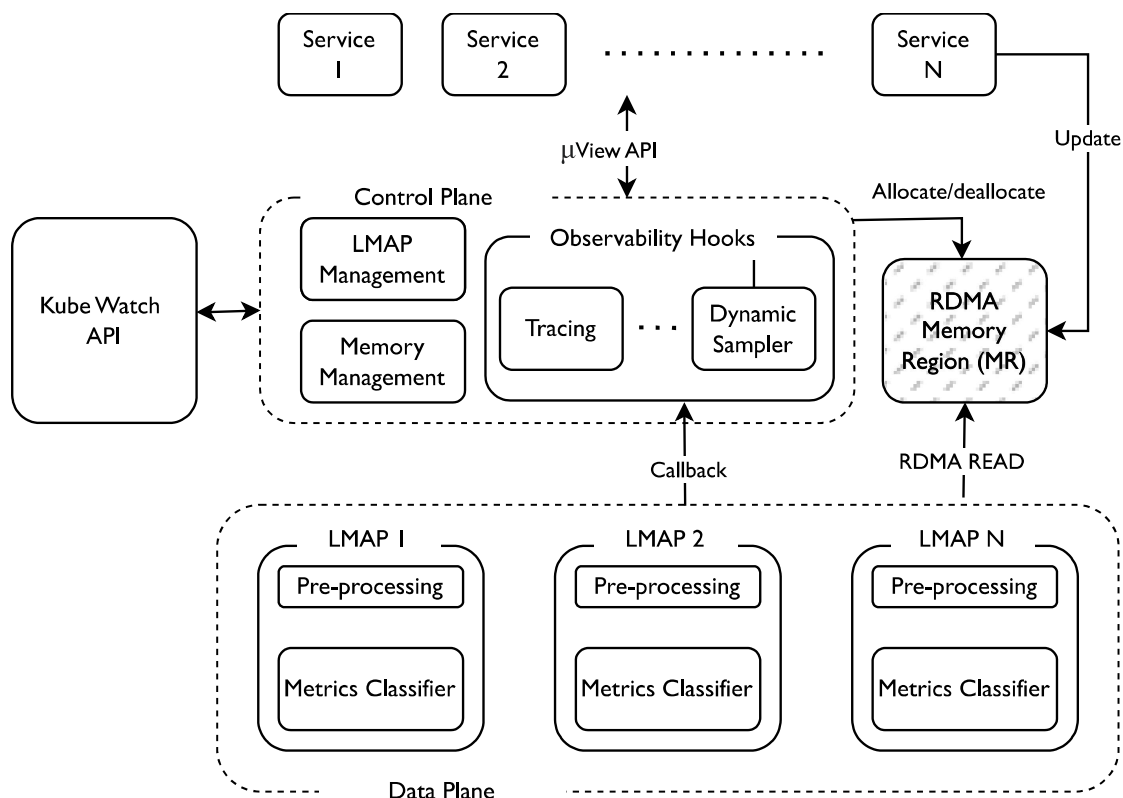 Service
1
Service
2
Service
N
μView API
Update
Control Plane
Allocate/deallocate
LMAP
Management
Observability Hooks
Kube Watch
API
Tracing
Dynamic
Sampler
RDMA
Memory
Region (MR)
Memory
Management
Callback
RDMA READ
LMAP 1
LMAP 2
LMAP N
Pre-processing
Pre-processing
Pre-processing
Metrics Classifier
Metrics Classifier
Metrics Classifier
Data Plane